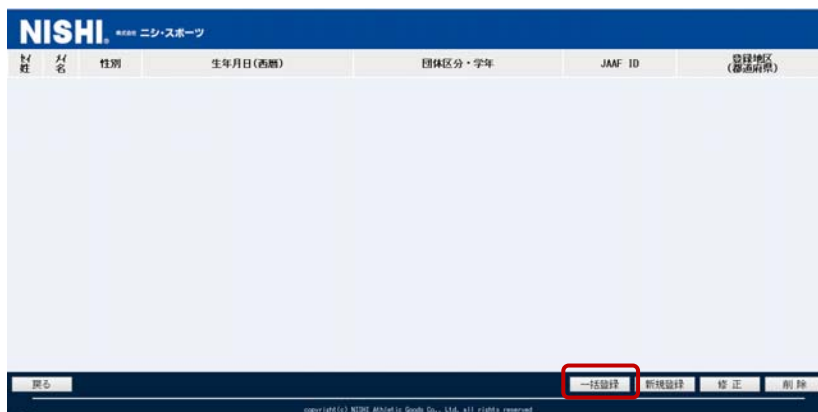 NISHI® 株式会社 ニシ・スポーツ
セイ 姓 メイ 名 性別 生年月日(西暦) 団体区分・学年 JAAF ID 登録地区 (都道府県)
戻る 一括登録 新規登録 修正 削除
copyright(c) NISHI Athletic Goods Co., Ltd. all rights reserved